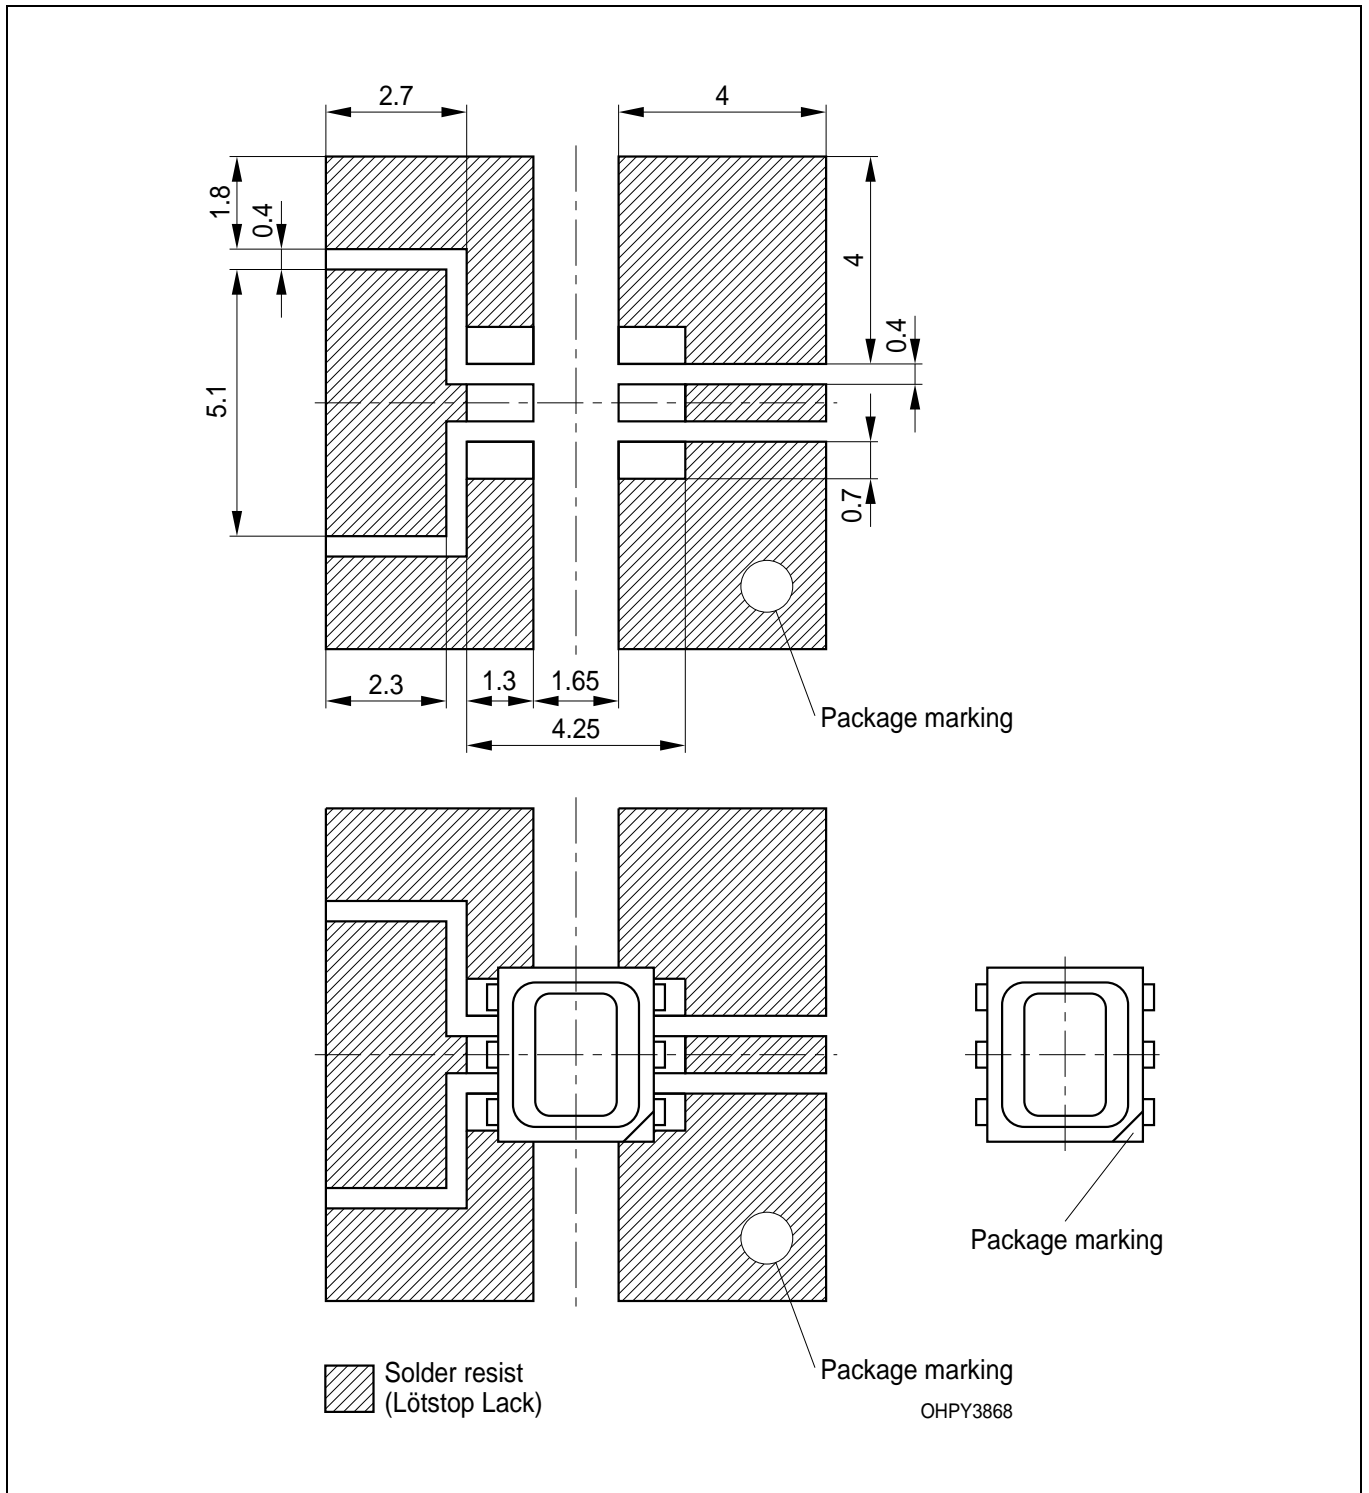 2.7
4
1.8
0.4
4
0.4
5.1
0.7
2.3
1.3
1.65
4.25
Package marking
Package marking
Package marking
Solder resist
(Lötstop Lack)
OHPY3868